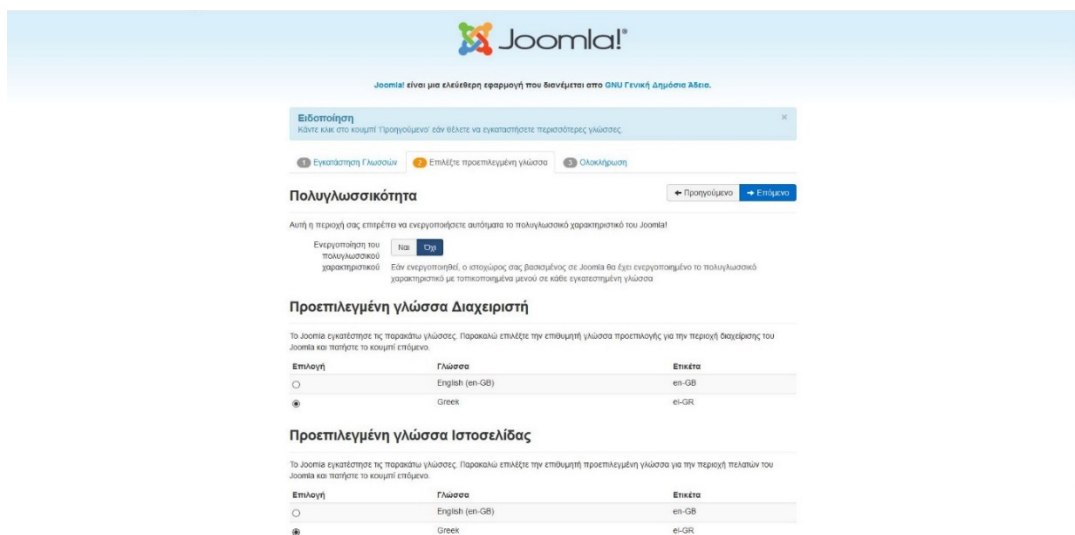 Joomla!®
Joomla! είναι μια ελεύθερη εφαρμογή που διανέμεται απο GNU Γενική Δημόσια Άδεια.
Ειδοποίηση
Κάντε κλικ στο κουμπί 'Προηγούμενο' εάν θέλετε να εγκαταστήσετε περισσότερες γλώσσες.
×
1 Εγκατάσταση Γλωσσών 2 Επιλέξτε προεπιλεγμένη γλώσσα 3 Ολοκλήρωση
Πολυγλωσσικότητα
Προηγούμενο Επόμενο
Αυτή η περιοχή σας επιτρέπει να ενεργοποιήσετε αυτόματα το πολυγλωσσικό χαρακτηριστικό του Joomla!
Ενεργοποίηση του
πολυγλωσσικού
χαρακτηριστικού
Ναι Όχι
Εάν ενεργοποιηθεί, ο ιστοχώρος σας βασισμένος σε Joomla θα έχει ενεργοποιημένο το πολυγλωσσικό
χαρακτηριστικό με τοπικοποιημένα μενού σε κάθε εγκατεστημένη γλώσσα
Προεπιλεγμένη γλώσσα Διαχειριστή
Το Joomla εγκατέστησε τις παρακάτω γλώσσες. Παρακαλώ επιλέξτε την επιθυμητή γλώσσα προεπιλογής για την περιοχή διαχείρισης του
Joomla και πατήστε το κουμπί επόμενο.
Επιλογή Γλώσσα Ετικέτα
English (en-GB) en-GB
Greek el-GR
Προεπιλεγμένη γλώσσα Ιστοσελίδας
Το Joomla εγκατέστησε τις παρακάτω γλώσσες. Παρακαλώ επιλέξτε την επιθυμητή προεπιλεγμένη γλώσσα για την περιοχή πελατών του
Joomla και πατήστε το κουμπί επόμενο.
Επιλογή Γλώσσα Ετικέτα
English (en-GB) en-GB
Greek el-GR